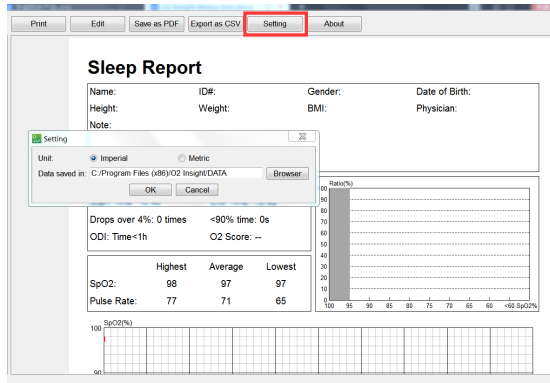 Print Edit Save as PDF Export as CSV Setting About
Sleep Report
Name: ID#: Gender: Date of Birth:
Height: Weight: BMI: Physician:
Note:
Setting
Unit: Imperial Metric
Data saved in: C:/Program Files (x86)/O2 Insight/DATA Browser
OK Cancel
Drops over 4%: 0 times <90% time: 0s
ODI: Time<1h O2 Score: --
Highest Average Lowest
SpO2: 98 97 97
Pulse Rate: 77 71 65
Ratio(%)
100
90
80
70
60
50
40
30
20
10
0
100 95 90 85 80 75 70 65 60 <60 SpO2%
SpO2(%)
100
90